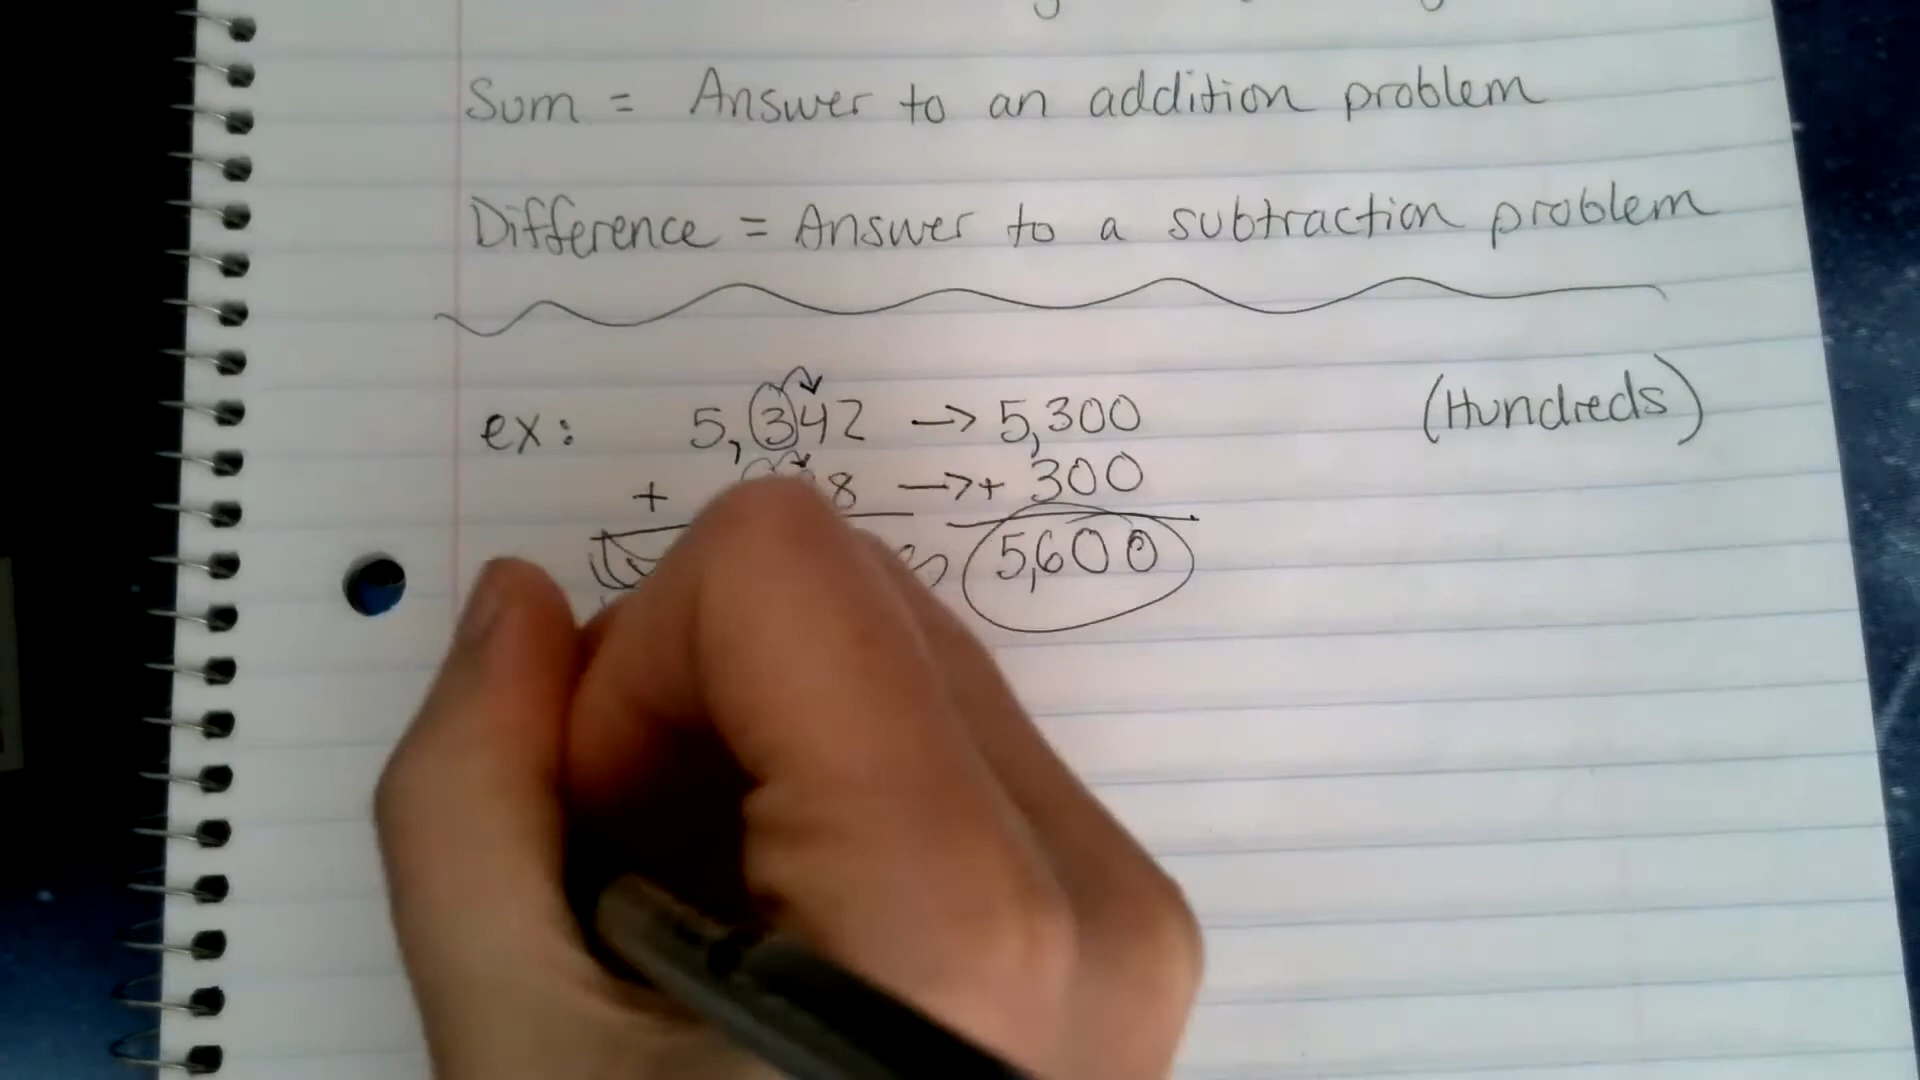 Sum = Answer to an addition problem
Difference = Answer to a subtraction problem
ex: 5,342 -> 5,300 (Hundreds)
+ 8 -> + 300
5,600